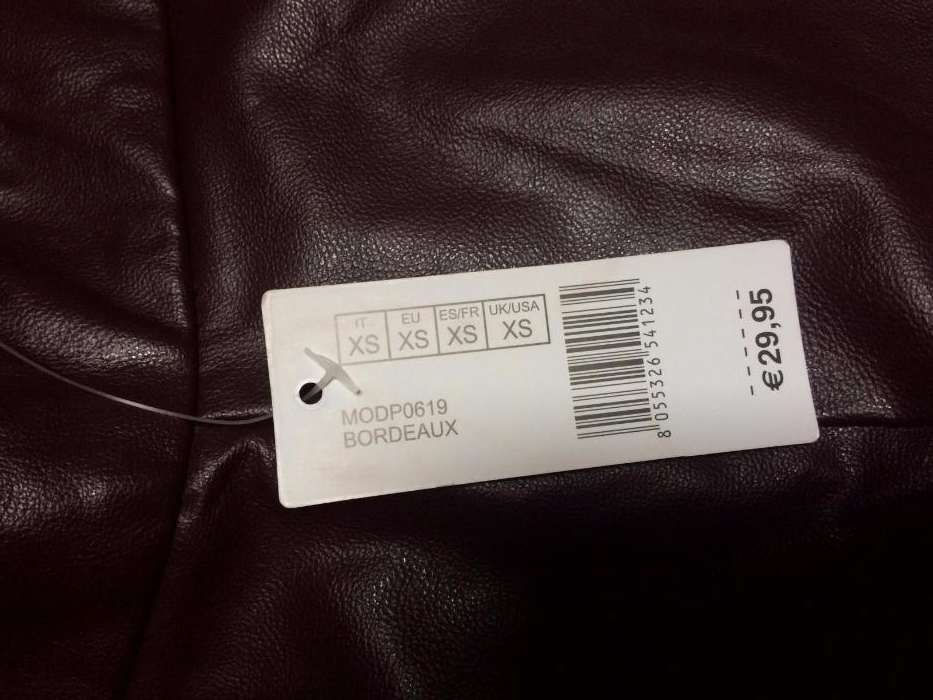 IT EU ES/FR UK/USA
XS XS XS XS
MODP0619
BORDEAUX
8 055326 541234
€ 29,95